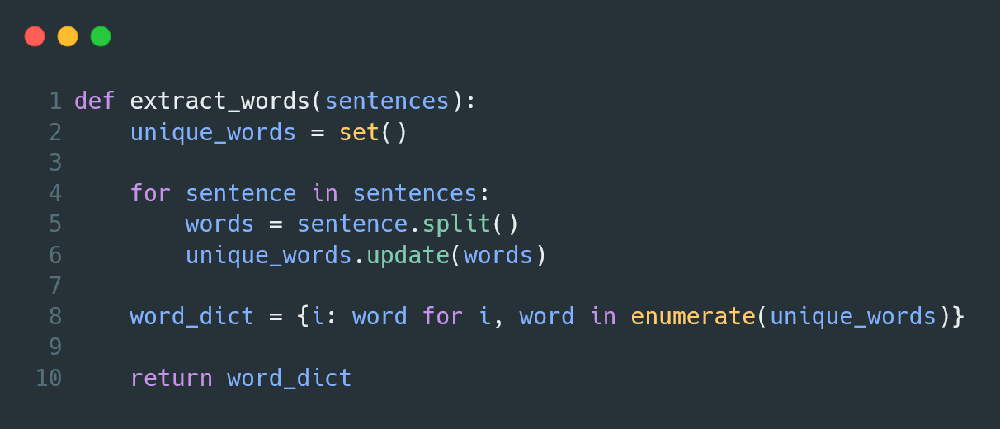 1 def extract_words(sentences):
2     unique_words = set()
3
4     for sentence in sentences:
5         words = sentence.split()
6         unique_words.update(words)
7
8     word_dict = {i: word for i, word in enumerate(unique_words)}
9
10     return word_dict